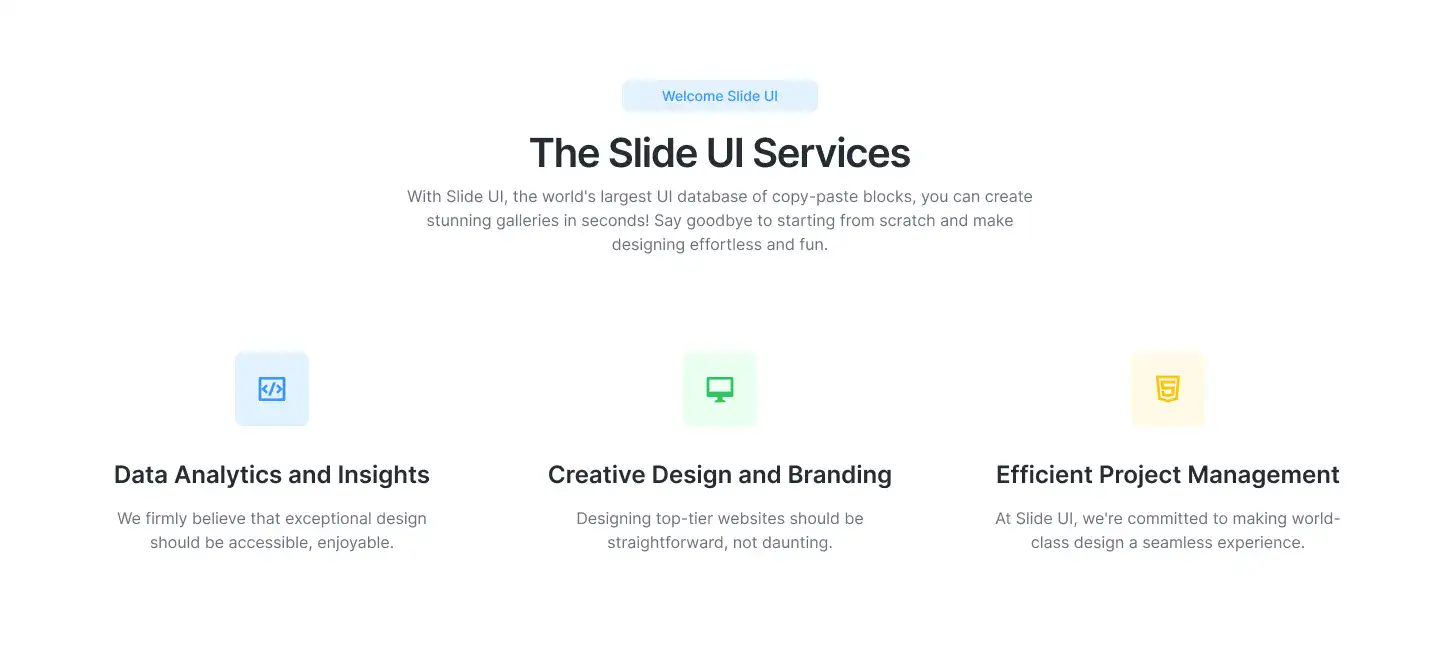 Welcome Slide UI
The Slide UI Services
With Slide UI, the world's largest UI database of copy-paste blocks, you can create
stunning galleries in seconds! Say goodbye to starting from scratch and make
designing effortless and fun.
Data Analytics and Insights
We firmly believe that exceptional design
should be accessible, enjoyable.
Creative Design and Branding
Designing top-tier websites should be
straightforward, not daunting.
Efficient Project Management
At Slide UI, we're committed to making world-
class design a seamless experience.